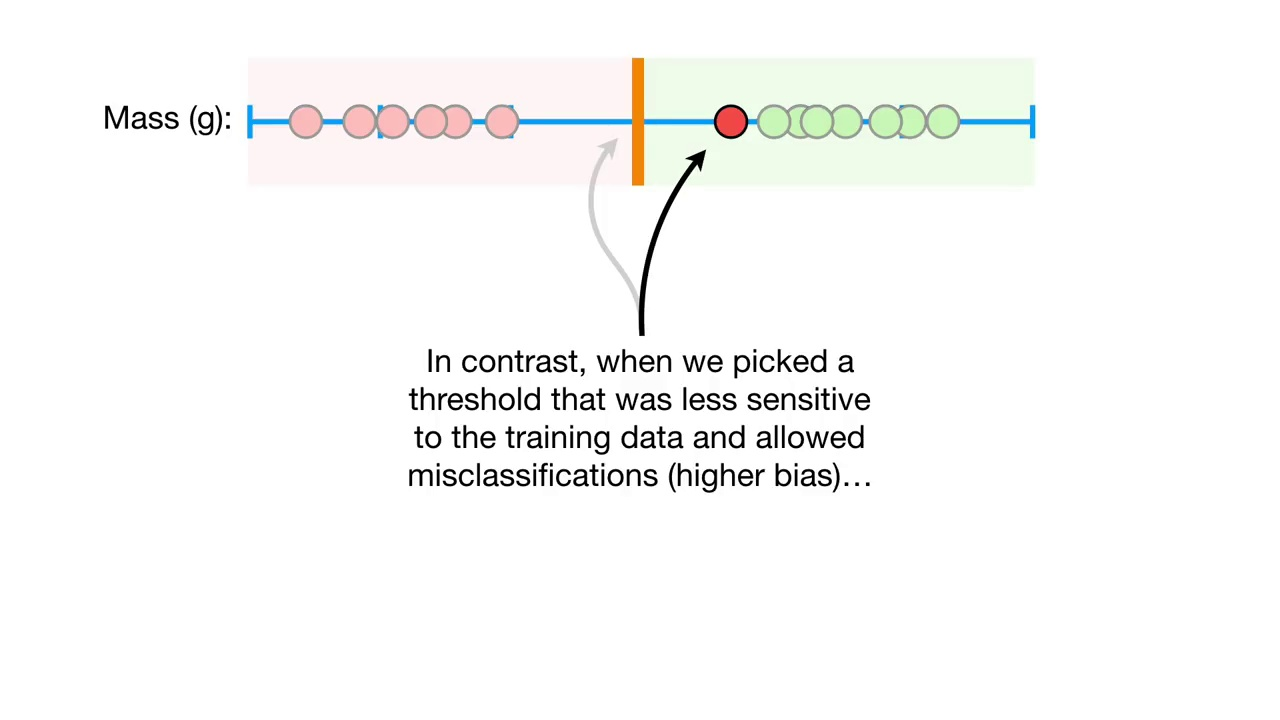 Mass (g):
In contrast, when we picked a
threshold that was less sensitive
to the training data and allowed
misclassifications (higher bias)…